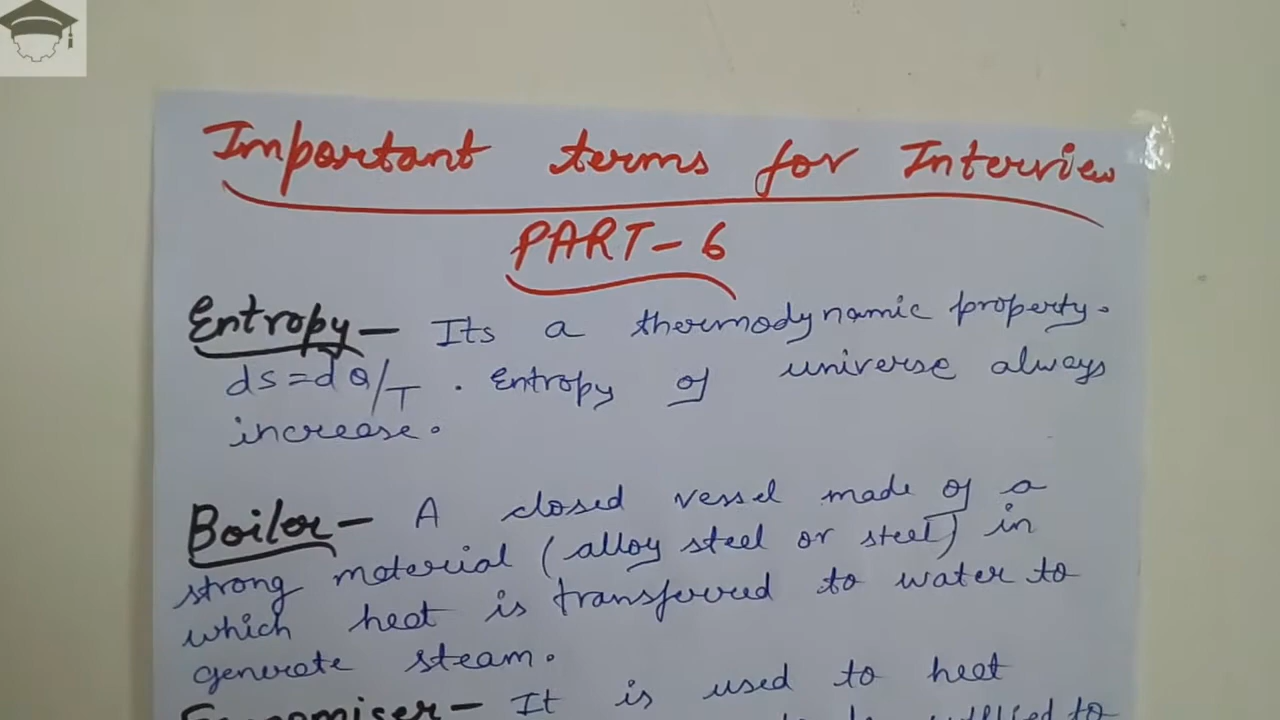 Important terms for Interview
PART-6
Entropy- Its a thermodynamic property.
ds=dQ/T . Entropy of universe always
increase.
Boiler- A closed vessel made of a
strong material (alloy steel or steel) in
which heat is transferred to water to
generate steam.
Economiser- It is used to heat
to